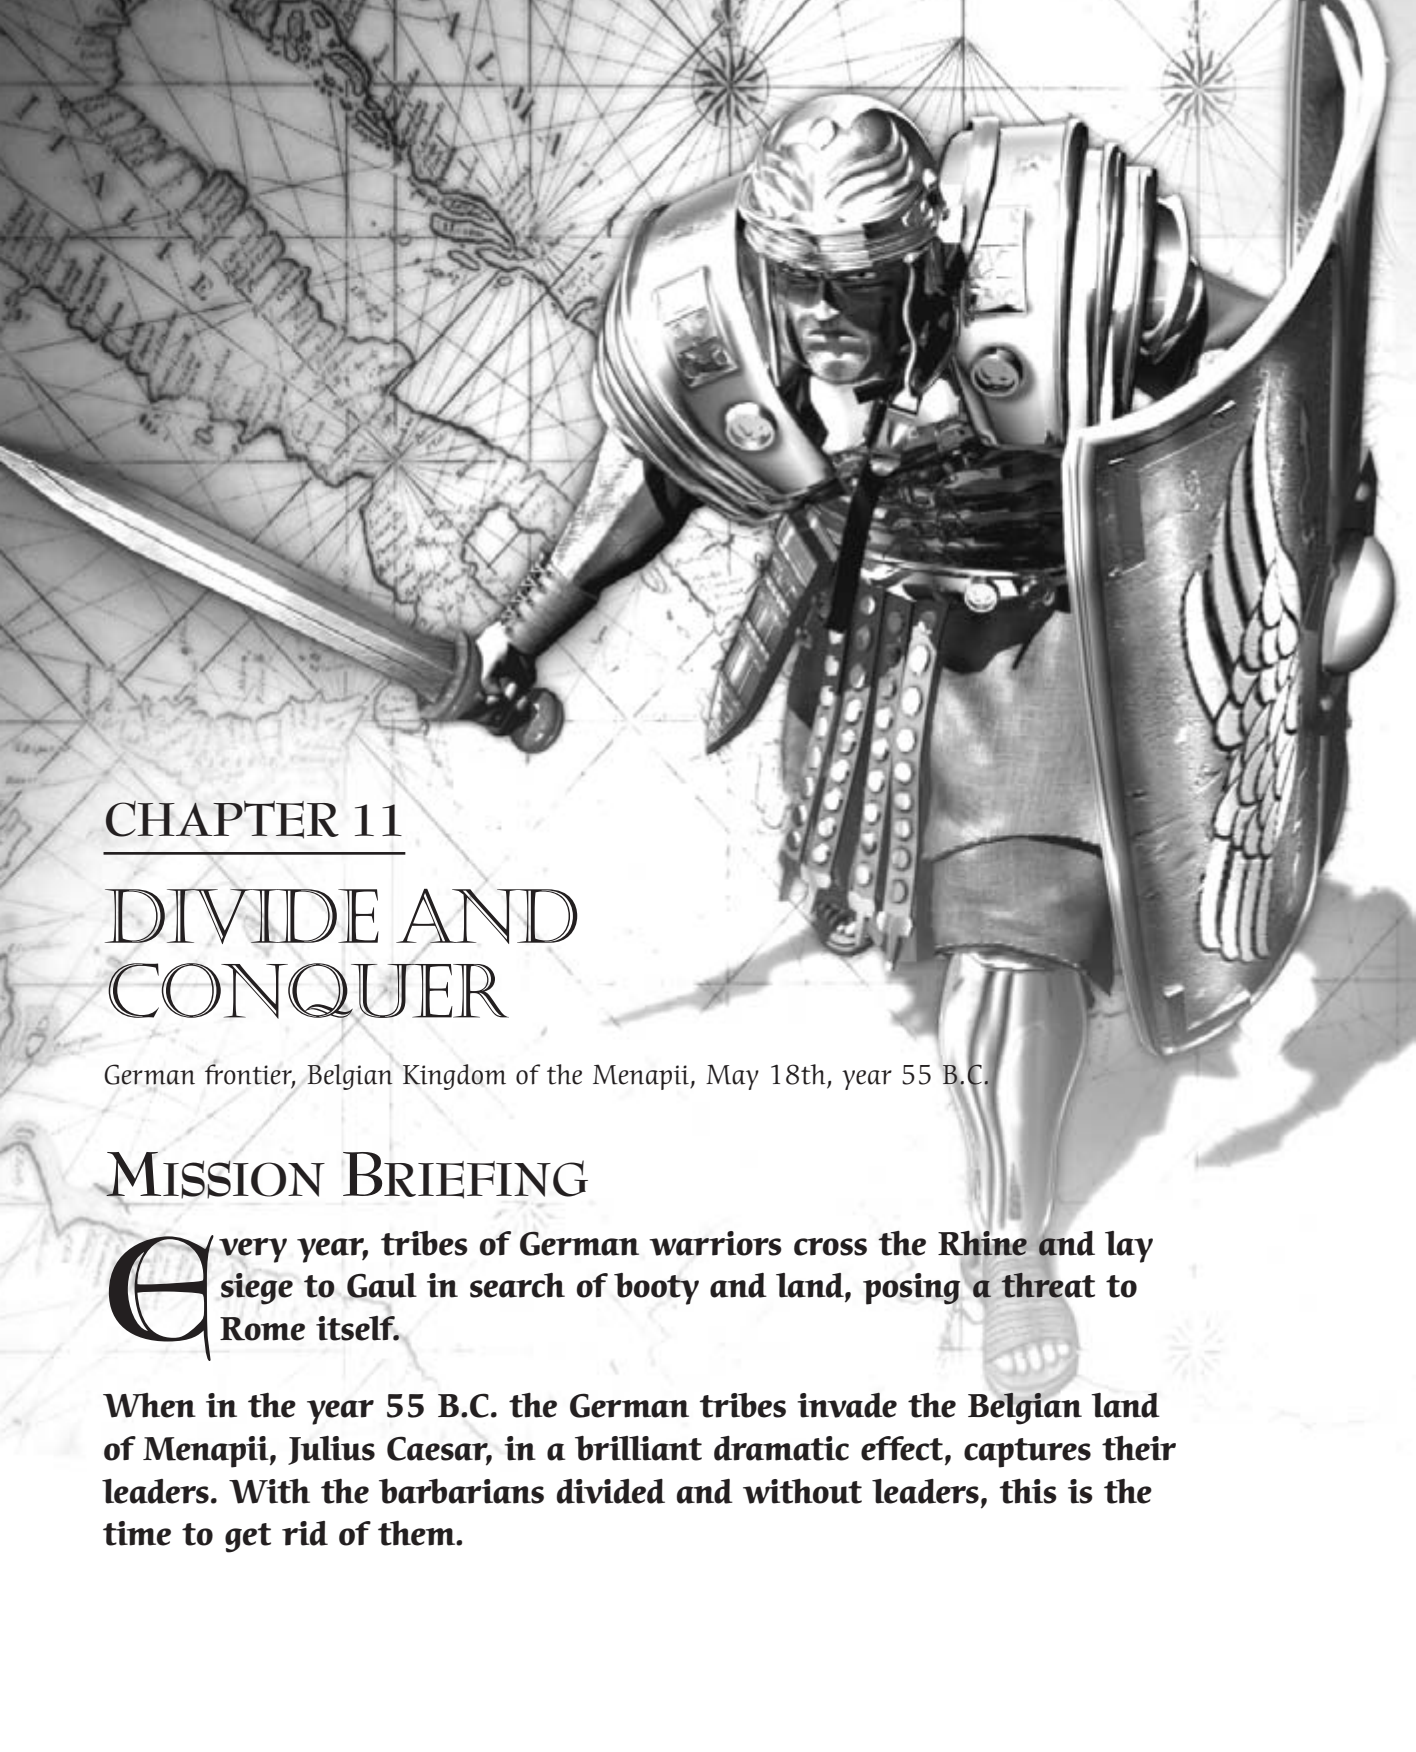 CHAPTER 11
DIVIDE AND
CONQUER
German frontier, Belgian Kingdom of the Menapii, May 18th, year 55 B.C.
MISSION BRIEFING
Every year, tribes of German warriors cross the Rhine and lay
siege to Gaul in search of booty and land, posing a threat to
Rome itself.
When in the year 55 B.C. the German tribes invade the Belgian land
of Menapii, Julius Caesar, in a brilliant dramatic effect, captures their
leaders. With the barbarians divided and without leaders, this is the
time to get rid of them.